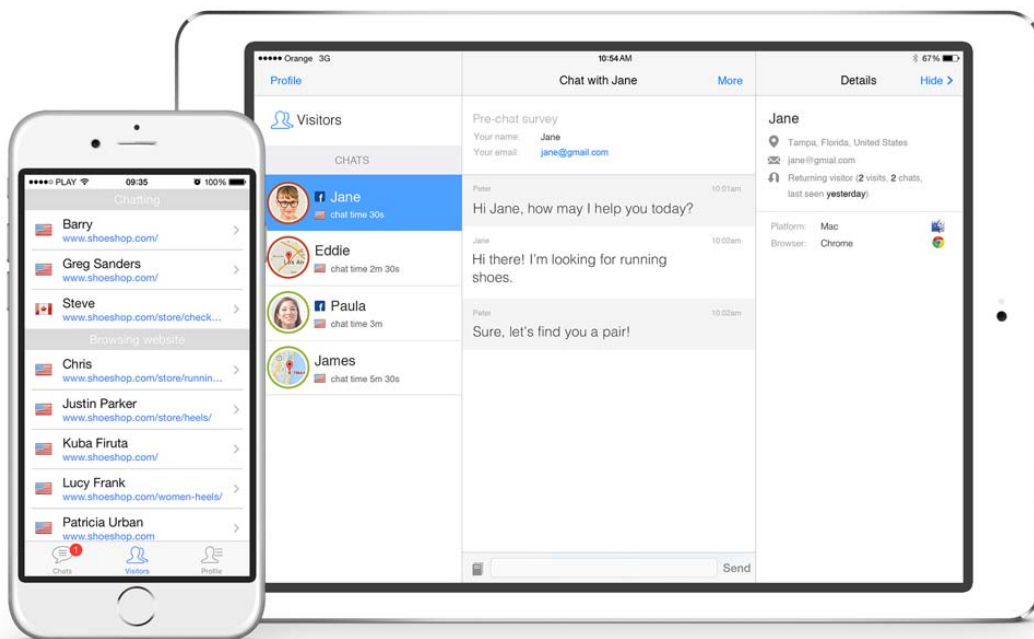 PLAY 09:35 100%
Chatting
Barry
www.shoeshop.com/
Greg Sanders
www.shoeshop.com/
Steve
www.shoeshop.com/store/check...
Browsing website
Chris
www.shoeshop.com/store/runnin...
Justin Parker
www.shoeshop.com/store/heels/
Kuba Firuta
www.shoeshop.com/
Lucy Frank
www.shoeshop.com/women-heels/
Patricia Urban
www.shoeshop.com
1
Chats Visitors Profile
Orange 3G 10:54AM 67%
Profile
Visitors
CHATS
Jane
chat time 30s
Eddie
chat time 2m 30s
Paula
chat time 3m
James
chat time 5m 30s
Chat with Jane More
Pre-chat survey
Your name: Jane
Your email: jane@gmail.com
Peter 10:01am
Hi Jane, how may I help you today?
Jane 10:02am
Hi there! I'm looking for running
shoes.
Peter 10:02am
Sure, let's find you a pair!
Send
Details Hide >
Jane
Tampa, Florida, United States
jane@gmial.com
Returning visitor (2 visits, 2 chats,
last seen yesterday)
Platform: Mac
Browser: Chrome